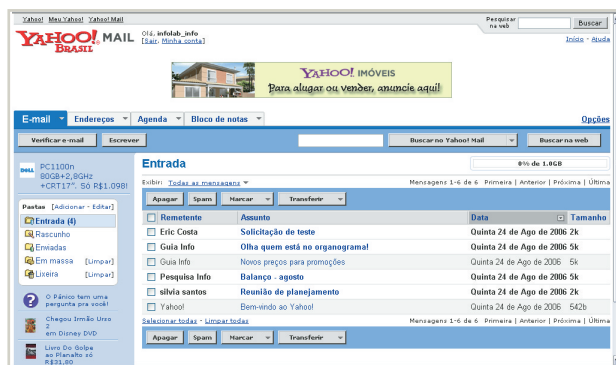 Yahoo! Meu Yahoo! Yahoo! Mail
Pesquisar na web
Buscar
YAHOO! MAIL
BRASIL
Olá, infolab_info
[Sair, Minha conta]
Início - Ajuda
YAHOO! IMÓVEIS
Para alugar ou vender, anuncie aqui!
E-mail Endereços Agenda Bloco de notas
Opções
Verificar e-mail Escrever Buscar no Yahoo! Mail Buscar na web
DELL
PC1100n
80GB+2,8GHz
+CRT17". Só R$1.098!
Pastas [Adicionar - Editar]
Entrada (4)
Rascunho
Enviadas
Em massa [Limpar]
Lixeira [Limpar]
O Pânico tem uma
pergunta pra você!
Chegou Irmão Urso
2
em Disney DVD
Livro Do Golpe
ao Planalto só
R$31,80
Entrada
0% de 1.0GB
Exibir: Todas as mensagens
Mensagens 1-6 de 6 Primeira | Anterior | Próxima | Última
Apagar Spam Marcar Transferir
Remetente Assunto Data Tamanho
Eric Costa Solicitação de teste Quinta 24 de Ago de 2006 2k
Guia Info Olha quem está no organograma! Quinta 24 de Ago de 2006 5k
Guia Info Novos preços para promoções Quinta 24 de Ago de 2006 5k
Pesquisa Info Balanço - agosto Quinta 24 de Ago de 2006 5k
silvia santos Reunião de planejamento Quinta 24 de Ago de 2006 2k
Yahoo! Bem-vindo ao Yahoo! Quinta 24 de Ago de 2006 542b
Selecionar todas - Limpar todas
Mensagens 1-6 de 6 Primeira | Anterior | Próxima | Última
Apagar Spam Marcar Transferir